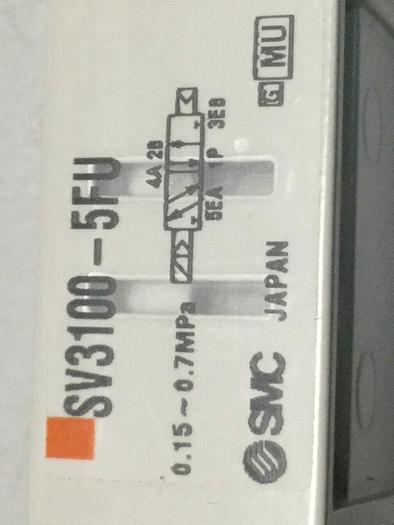 SV3100-5FU
4A 2B
5EA 1P 3EB
0.15~0.7MPa
SMC JAPAN
G MU